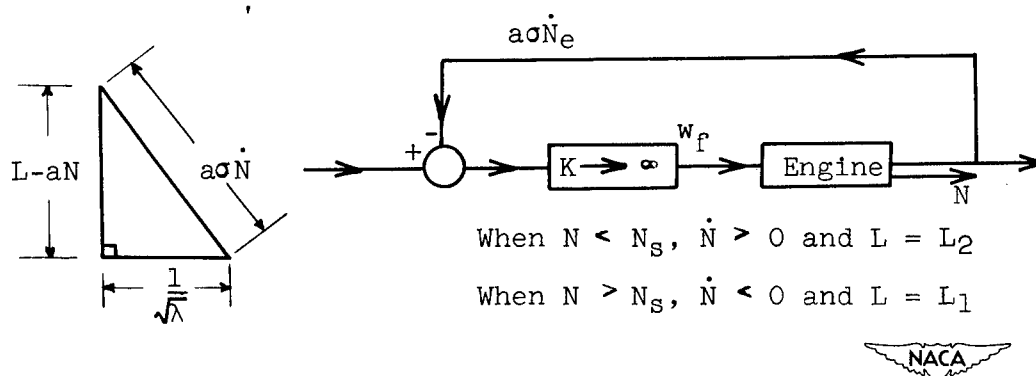 aσṄe
L-aN
aσṄ
1/√λ
+
-
K → ∞
wf
Engine
N
When N < Ns, Ṅ > 0 and L = L2
When N > Ns, Ṅ < 0 and L = L1
NACA